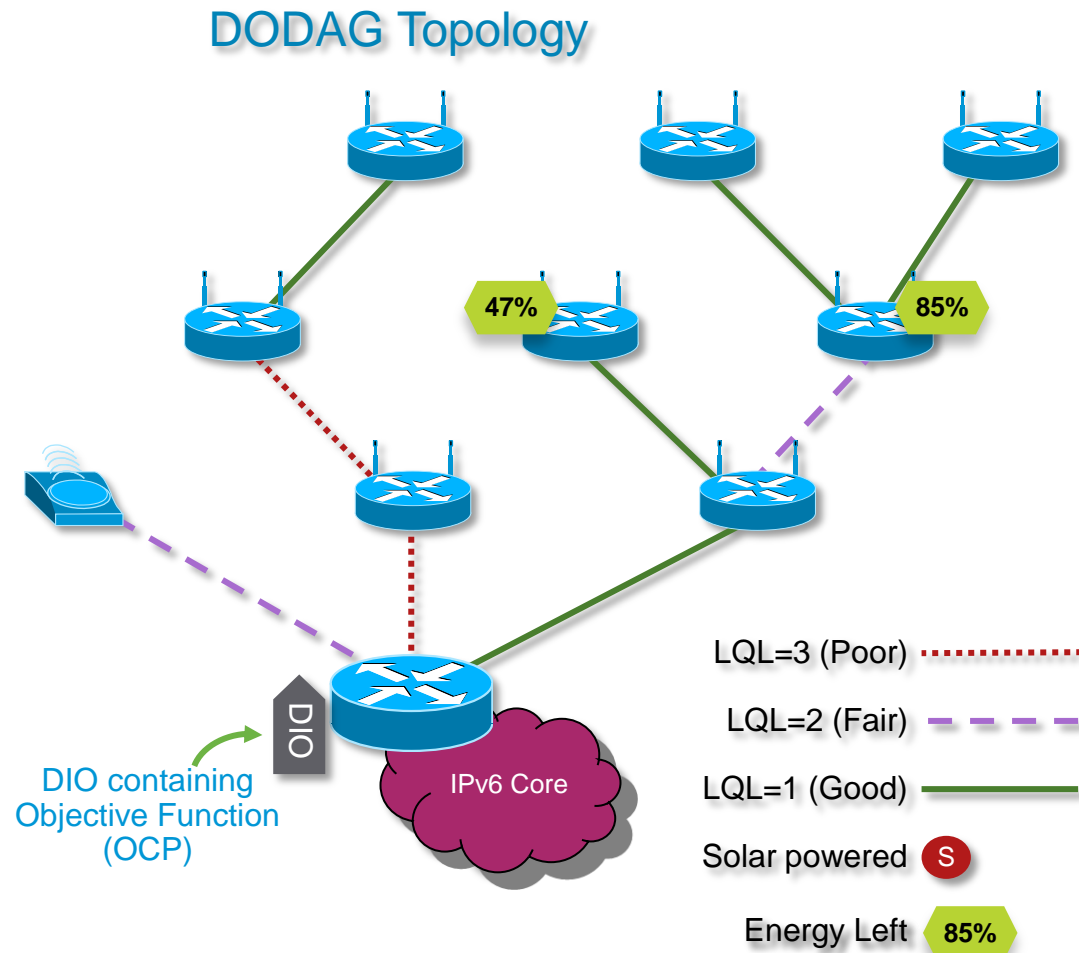 DODAG Topology
47%
85%
DIO
IPv6 Core
DIO containing
Objective Function
(OCP)
LQL=3 (Poor)
LQL=2 (Fair)
LQL=1 (Good)
Solar powered S
Energy Left 85%